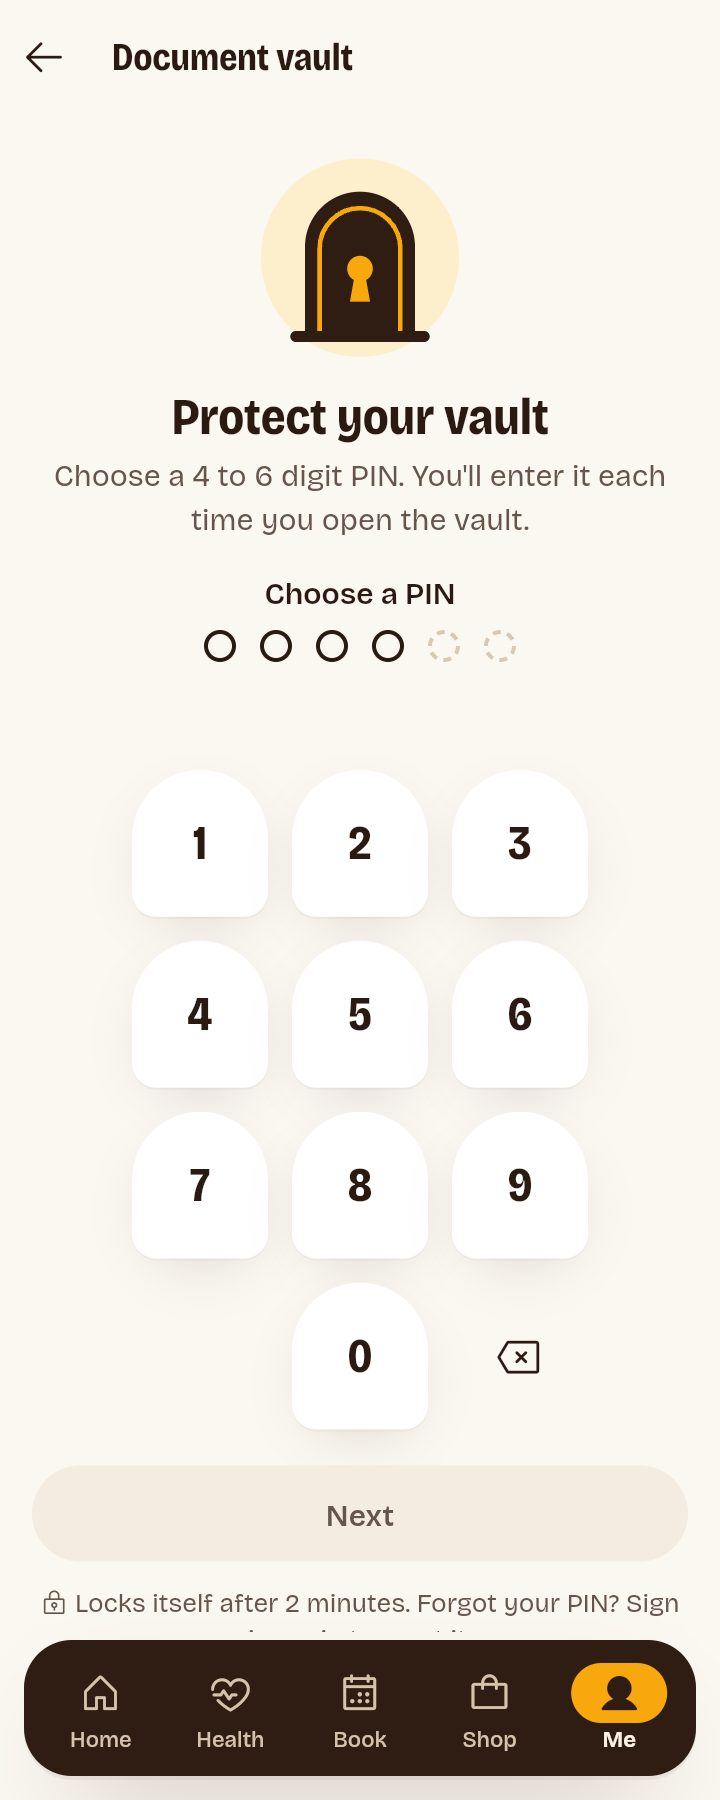 Document vault
Protect your vault
Choose a 4 to 6 digit PIN. You'll enter it each
time you open the vault.
Choose a PIN
1 2 3
4 5 6
7 8 9
0
Next
Locks itself after 2 minutes. Forgot your PIN? Sign
Home Health Book Shop Me